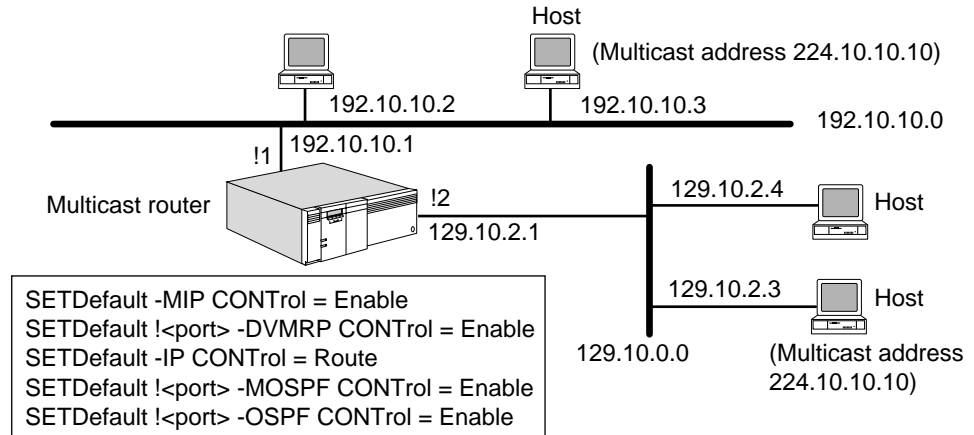 Host
(Multicast address 224.10.10.10)
192.10.10.2
192.10.10.3
192.10.10.0
192.10.10.1
!1
Multicast router
!2
129.10.2.1
129.10.2.4
Host
129.10.2.3
Host
129.10.0.0
(Multicast address
224.10.10.10)
SETDefault -MIP CONTrol = Enable
SETDefault !<port> -DVMRP CONTrol = Enable
SETDefault -IP CONTrol = Route
SETDefault !<port> -MOSPF CONTrol = Enable
SETDefault !<port> -OSPF CONTrol = Enable